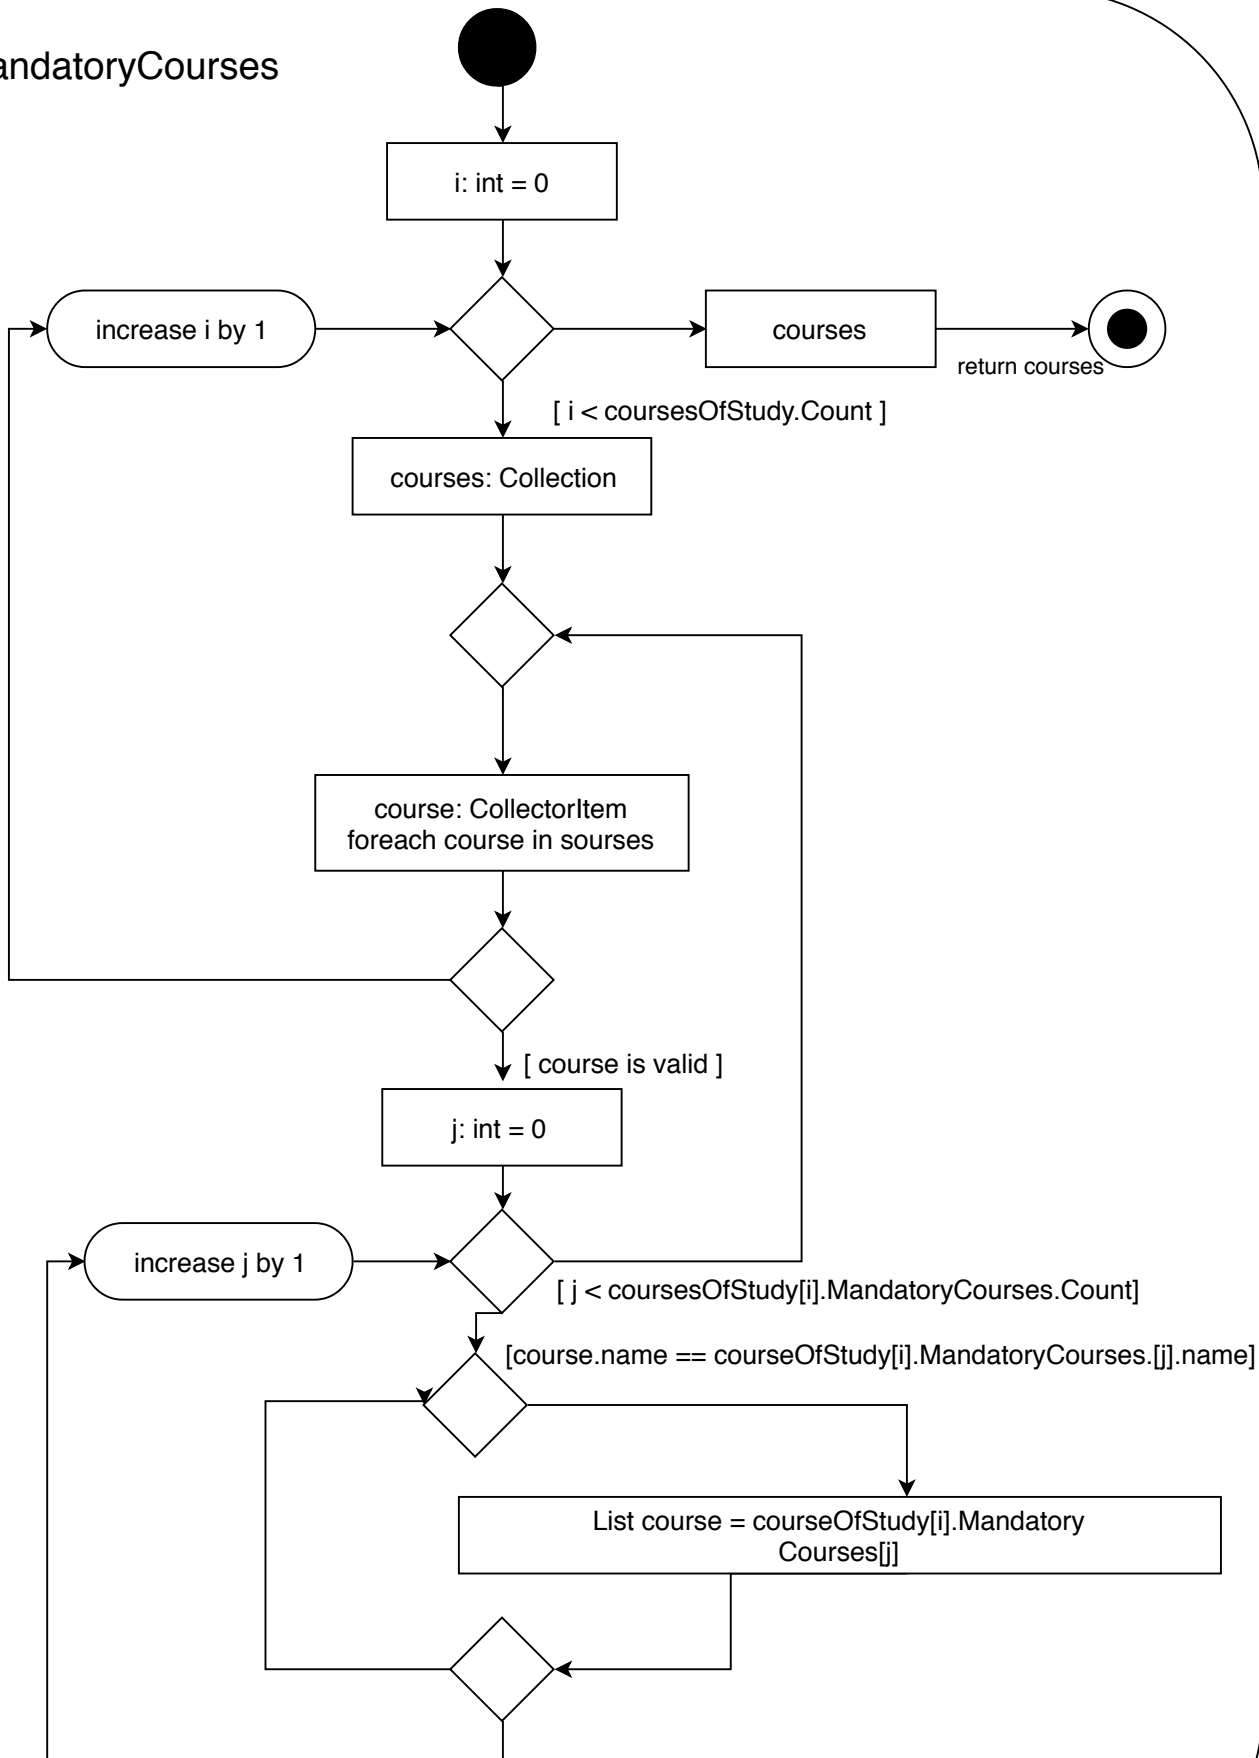 andatoryCourses
i: int = 0
increase i by 1
courses
return courses
[ i < coursesOfStudy.Count ]
courses: Collection
course: CollectorItem
foreach course in sourses
[ course is valid ]
j: int = 0
increase j by 1
[ j < coursesOfStudy[i].MandatoryCourses.Count]
[course.name == courseOfStudy[i].MandatoryCourses.[j].name]
List course = courseOfStudy[i].Mandatory
Courses[j]